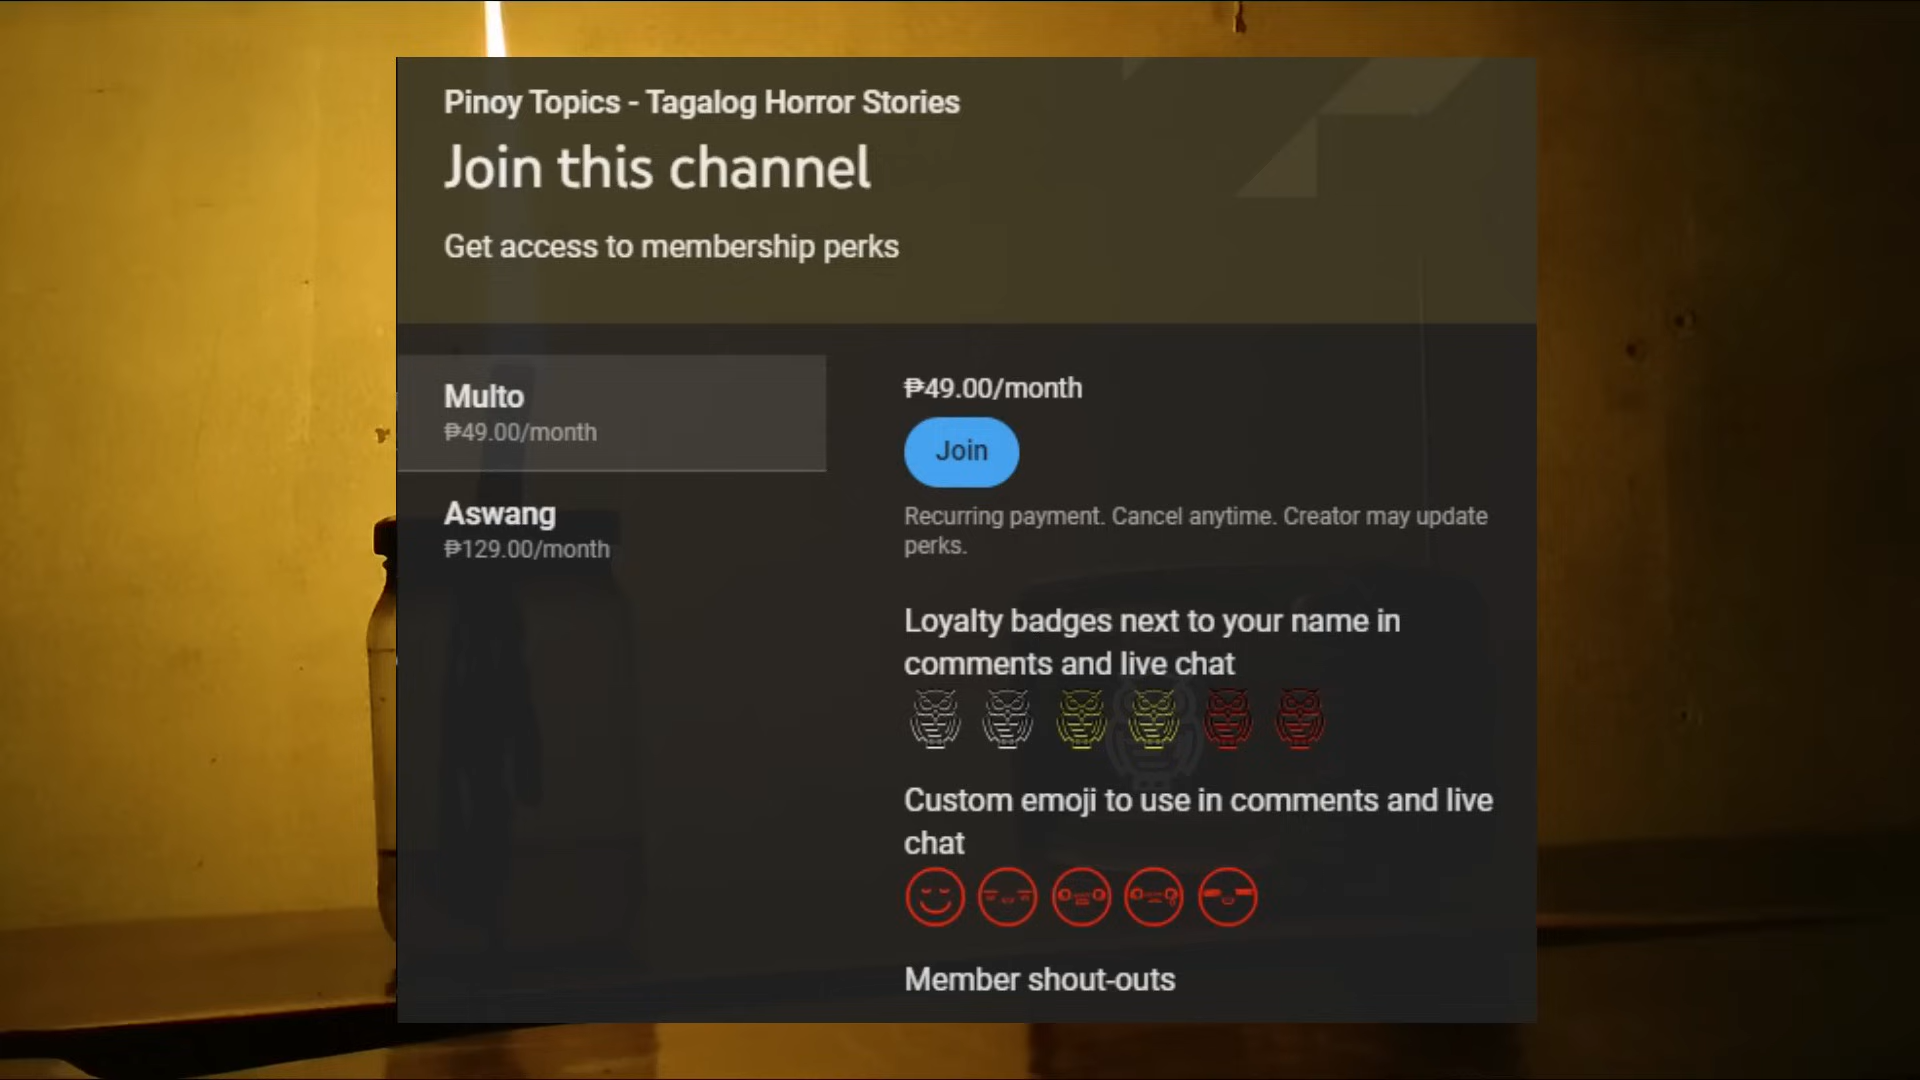 Pinoy Topics - Tagalog Horror Stories
Join this channel
Get access to membership perks
Multo
₱49.00/month
Aswang
₱129.00/month
₱49.00/month
Join
Recurring payment. Cancel anytime. Creator may update
perks.
Loyalty badges next to your name in
comments and live chat
Custom emoji to use in comments and live
chat
Member shout-outs